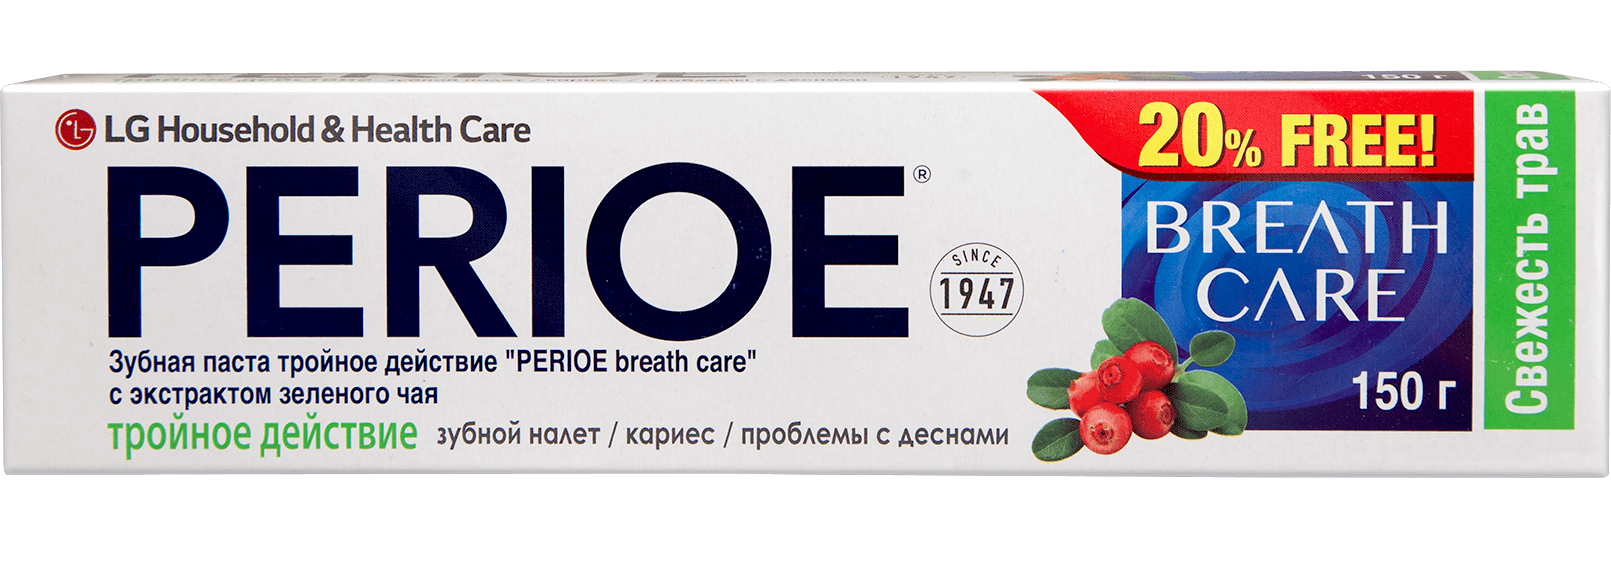 LG Household & Health Care
PERIOE®
SINCE
1947
Зубная паста тройное действие "PERIOE breath care"
с экстрактом зеленого чая
тройное действие зубной налет / кариес / проблемы с деснами
20% FREE!
BREATH
CARE
150 г
Свежесть трав